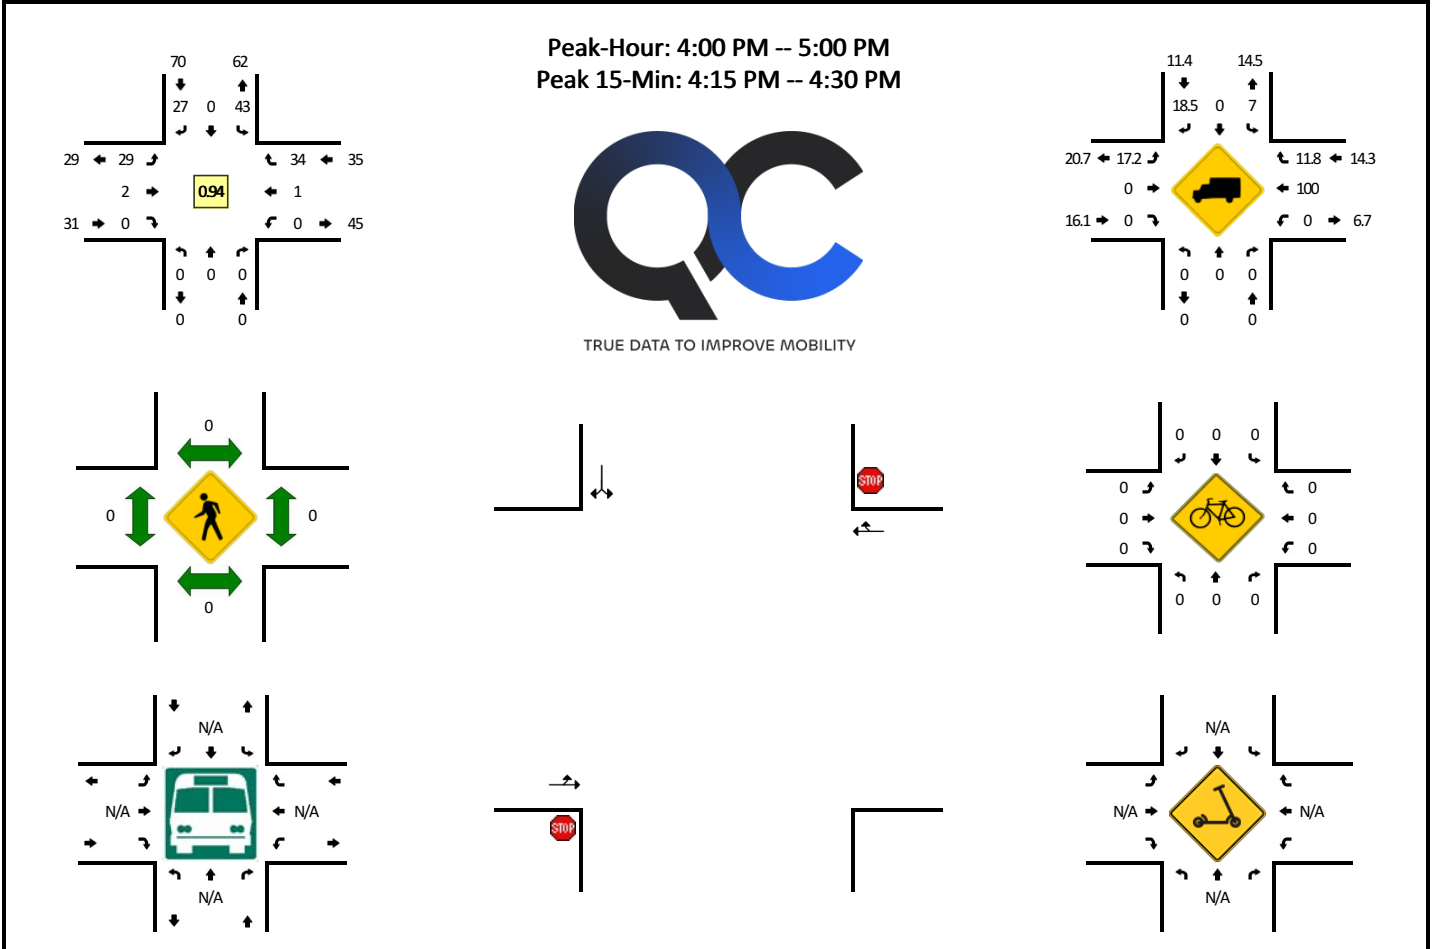 Peak-Hour: 4:00 PM -- 5:00 PM
Peak 15-Min: 4:15 PM -- 4:30 PM
70 62
27 0 43
29 29 34 35
2 0.94 1
31 0 0 45
0 0 0
0 0
11.4 14.5
18.5 0 7
20.7 17.2 11.8 14.3
0 100
16.1 0 0 6.7
0 0 0
0 0
QC
TRUE DATA TO IMPROVE MOBILITY
0
0 0
0
STOP
STOP
0 0 0
0 0
0 0
0 0
0 0 0
N/A
N/A N/A
N/A
N/A
N/A N/A
N/A